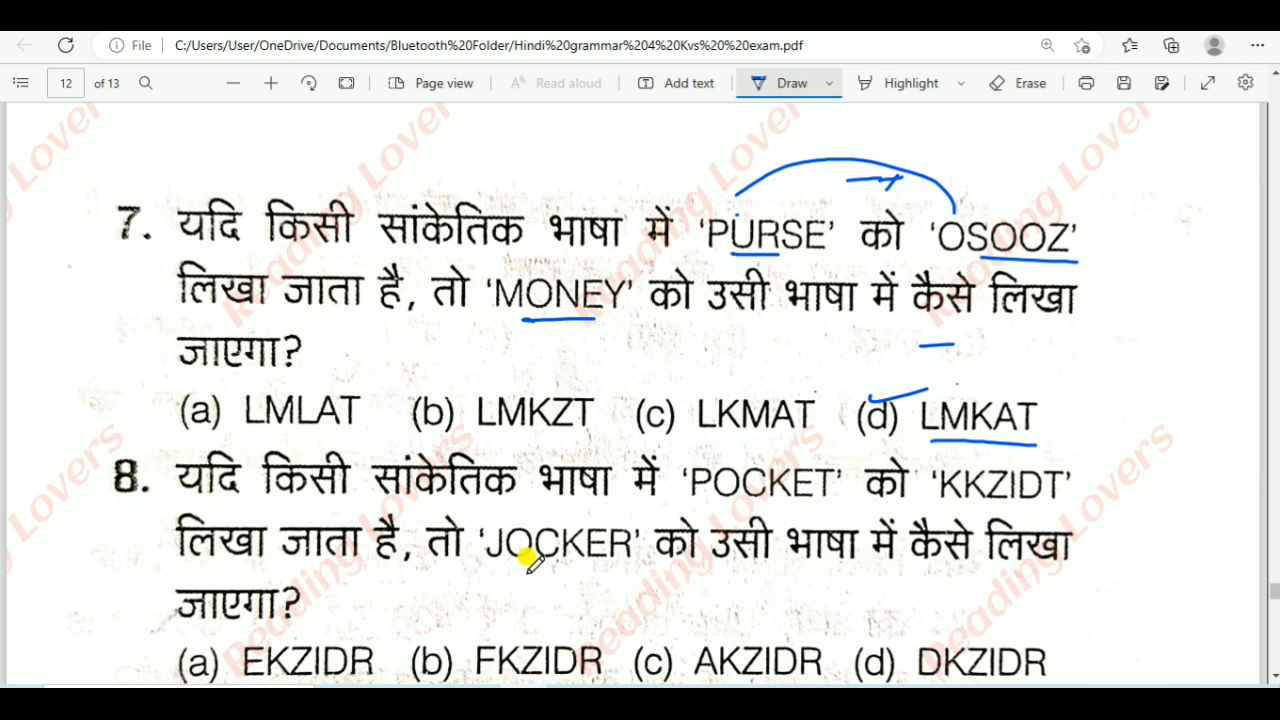 File C:/Users/User/OneDrive/Documents/Bluetooth%20Folder/Hindi%20grammar%204%20Kvs%20%20exam.pdf
12 of 13 Page view Read aloud Add text Draw Highlight Erase
7. यदि किसी सांकेतिक भाषा में ‘PURSE’ को ‘OSOOZ’
लिखा जाता है, तो ‘MONEY’ को उसी भाषा में कैसे लिखा
जाएगा?
(a) LMLAT (b) LMKZT (c) LKMAT (d) LMKAT
8. यदि किसी सांकेतिक भाषा में ‘POCKET’ को ‘KKZIDT’
लिखा जाता है, तो ‘JOCKER’ को उसी भाषा में कैसे लिखा
जाएगा?
(a) EKZIDR (b) FKZIDR (c) AKZIDR (d) DKZIDR
Reading Lovers